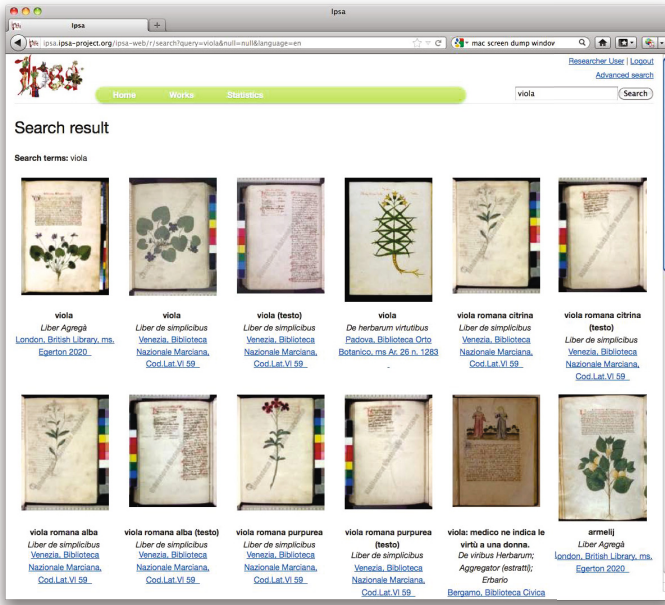 Ipsa
Ipsa
ipsa.ipsa-project.org/ipsa-web/r/search?query=viola&null=null&language=en
mac screen dump windov
Researcher User | Logout
Advanced search
Home Works Statistics
viola Search
Search result
Search terms: viola
viola
Liber Agregà
London, British Library, ms.
Egerton 2020
viola
Liber de simplicibus
Venezia, Biblioteca
Nazionale Marciana,
Cod.Lat.VI 59
viola (testo)
Liber de simplicibus
Venezia, Biblioteca
Nazionale Marciana,
Cod.Lat.VI 59
viola
De herbarum virtutibus
Padova, Biblioteca Orto
Botanico, ms Ar. 26 n. 1283
viola romana citrina
Liber de simplicibus
Venezia, Biblioteca
Nazionale Marciana,
Cod.Lat.VI 59
viola romana citrina
(testo)
Liber de simplicibus
Venezia, Biblioteca
Nazionale Marciana,
Cod.Lat.VI 59
viola romana alba
Liber de simplicibus
Venezia, Biblioteca
Nazionale Marciana,
Cod.Lat.VI 59
viola romana alba (testo)
Liber de simplicibus
Venezia, Biblioteca
Nazionale Marciana,
Cod.Lat.VI 59
viola romana purpurea
Liber de simplicibus
Venezia, Biblioteca
Nazionale Marciana,
Cod.Lat.VI 59
viola romana purpurea
(testo)
Liber de simplicibus
Venezia, Biblioteca
Nazionale Marciana,
Cod.Lat.VI 59
viola: medico ne indica le
virtù a una donna.
De viribus Herbarum;
Aggregator (estratti);
Erbario
Bergamo, Biblioteca Civica
armelij
Liber Agregà
London, British Library, ms.
Egerton 2020